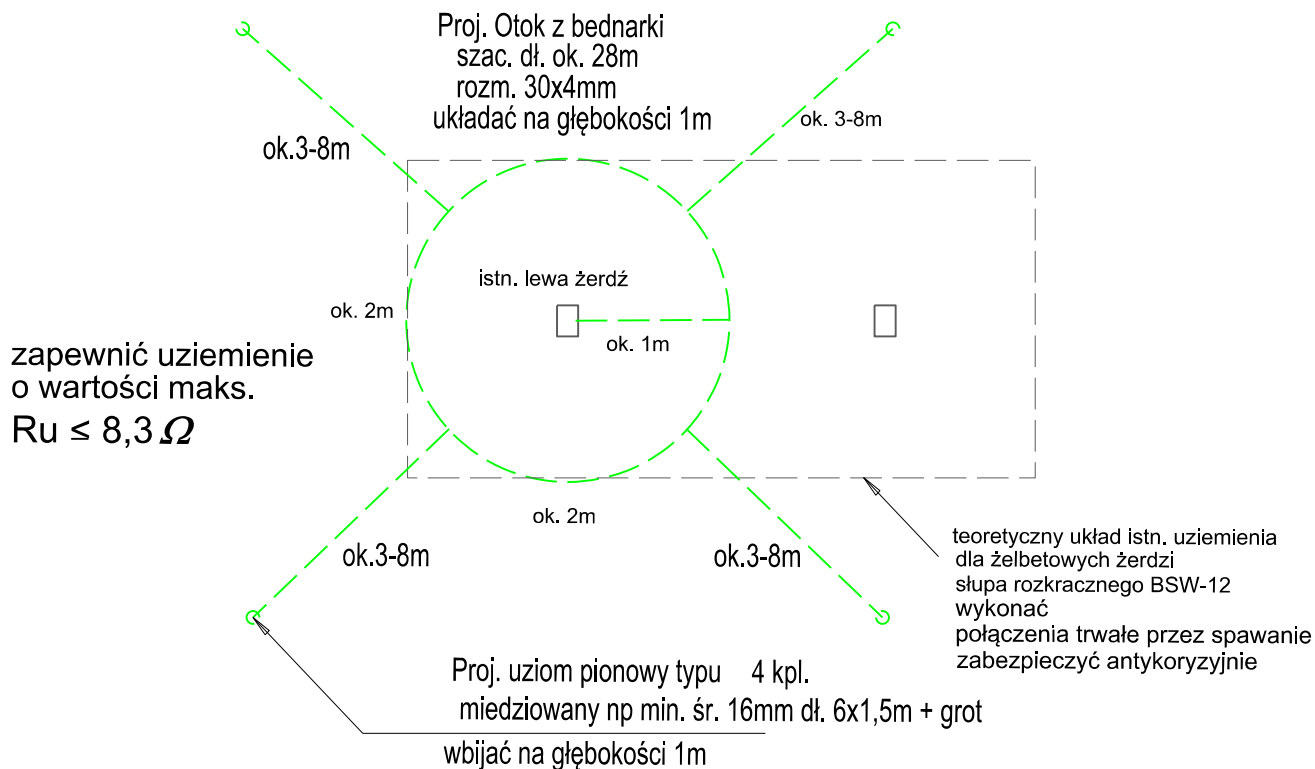 Proj. Otok z bednarki
szac. dł. ok. 28m
rozm. 30x4mm
układać na głębokości 1m
ok.3-8m
ok. 3-8m
istn. lewa żerdź
ok. 2m
ok. 1m
zapewnić uziemienie
o wartości maks.
Ru ≤ 8,3 Ω
ok. 2m
ok.3-8m
ok.3-8m
teoretyczny układ istn. uziemienia
dla żelbetowych żerdzi
słupa rozkracznego BSW-12
wykonać
połączenia trwałe przez spawanie
zabezpieczyć antykoryzyjnie
Proj. uziom pionowy typu 4 kpl.
miedziowany np min. śr. 16mm dł. 6x1,5m + grot
wbijać na głębokości 1m